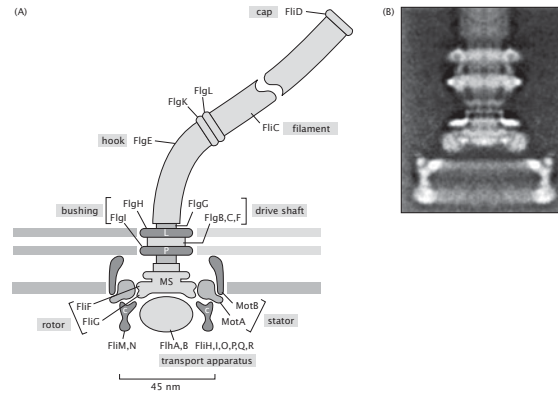 (A)
(B)
cap FliD
FlgL
FlgK
FliC filament
hook FlgE
FlgH FlgG
bushing drive shaft
FlgI FlgB,C,F
L
P
MS
FliF MotB
C C
FliG MotA
rotor stator
FliM,N FlhA,B FliH,I,O,P,Q,R
transport apparatus
45 nm